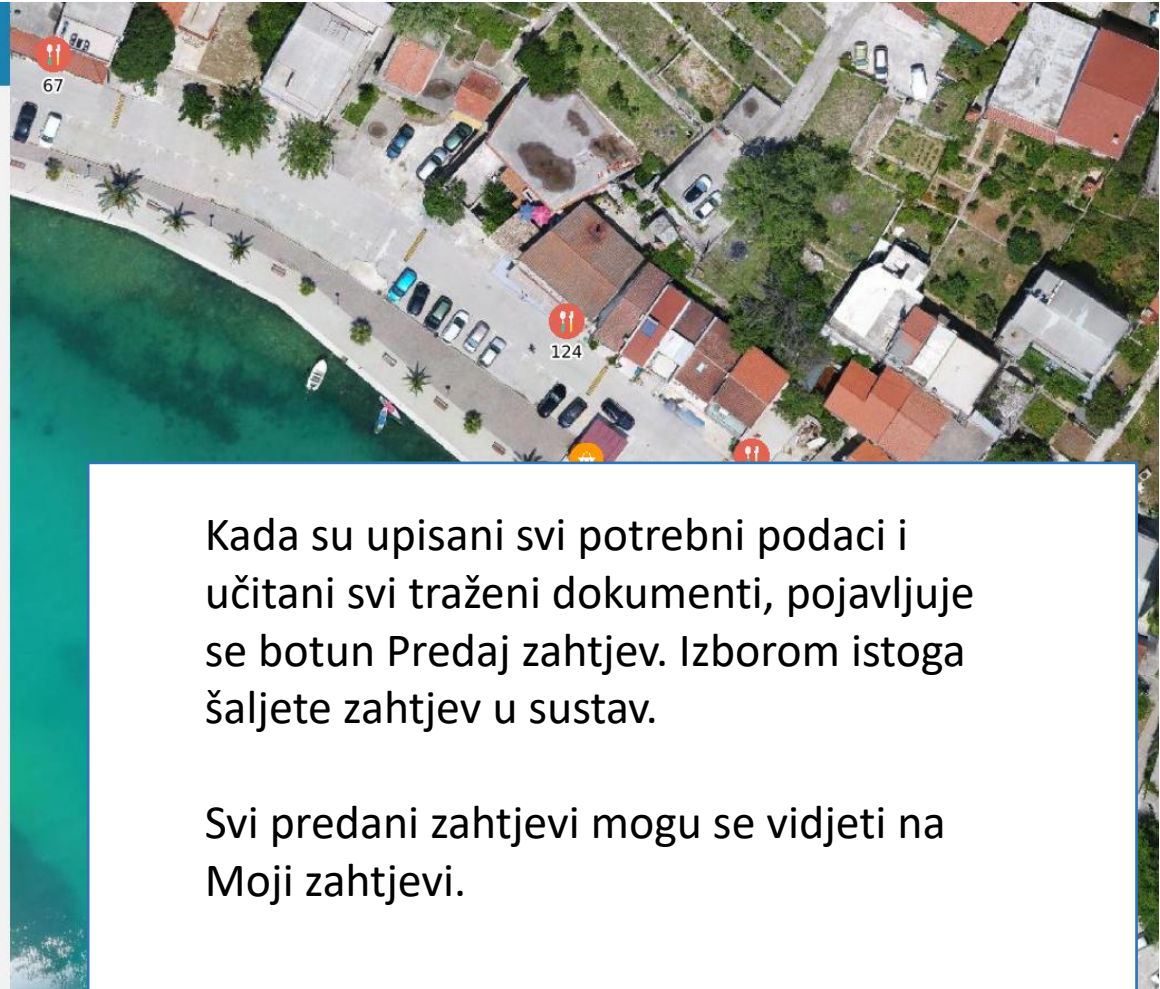 67
124
Kada su upisani svi potrebni podaci i
učitani svi traženi dokumenti, pojavljuje
se botun Predaj zahtjev. Izborom istoga
šaljete zahtjev u sustav.
Svi predani zahtjevi mogu se vidjeti na
Moji zahtjevi.